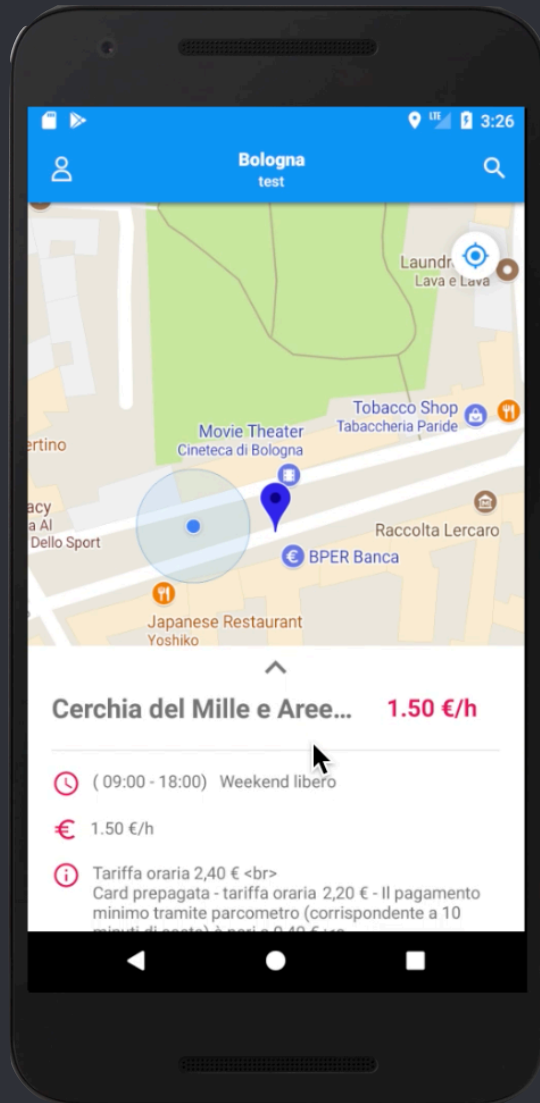 LTE 3:26
Bologna
test
Laundr
Lava e Lava
Tobacco Shop
Tabaccheria Paride
Movie Theater
Cineteca di Bologna
ertino
acy
a Al
Dello Sport
Raccolta Lercaro
€ BPER Banca
Japanese Restaurant
Yoshiko
Cerchia del Mille e Aree... 1.50 €/h
( 09:00 - 18:00) Weekend libero
€ 1.50 €/h
Tariffa oraria 2,40 € <br>
Card prepagata - tariffa oraria 2,20 € - Il pagamento
minimo tramite parcometro (corrispondente a 10